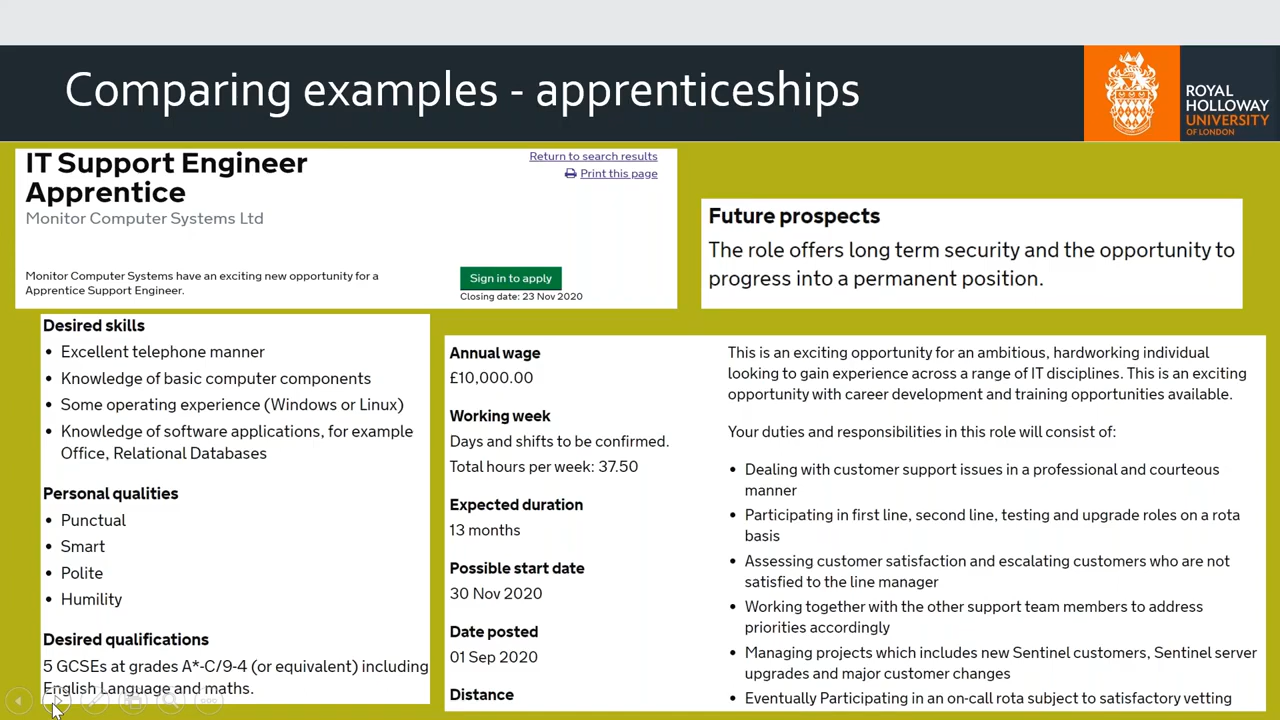 Comparing examples - apprenticeships
ROYAL
HOLLOWAY
UNIVERSITY
OF LONDON
IT Support Engineer
Apprentice
Monitor Computer Systems Ltd
Return to search results
Print this page
Monitor Computer Systems have an exciting new opportunity for a
Apprentice Support Engineer.
Sign in to apply
Closing date: 23 Nov 2020
Future prospects
The role offers long term security and the opportunity to
progress into a permanent position.
Desired skills
• Excellent telephone manner
• Knowledge of basic computer components
• Some operating experience (Windows or Linux)
• Knowledge of software applications, for example
Office, Relational Databases
Personal qualities
• Punctual
• Smart
• Polite
• Humility
Desired qualifications
5 GCSEs at grades A*-C/9-4 (or equivalent) including
English Language and maths.
Annual wage
£10,000.00
Working week
Days and shifts to be confirmed.
Total hours per week: 37.50
Expected duration
13 months
Possible start date
30 Nov 2020
Date posted
01 Sep 2020
Distance
This is an exciting opportunity for an ambitious, hardworking individual
looking to gain experience across a range of IT disciplines. This is an exciting
opportunity with career development and training opportunities available.
Your duties and responsibilities in this role will consist of:
• Dealing with customer support issues in a professional and courteous
manner
• Participating in first line, second line, testing and upgrade roles on a rota
basis
• Assessing customer satisfaction and escalating customers who are not
satisfied to the line manager
• Working together with the other support team members to address
priorities accordingly
• Managing projects which includes new Sentinel customers, Sentinel server
upgrades and major customer changes
• Eventually Participating in an on-call rota subject to satisfactory vetting